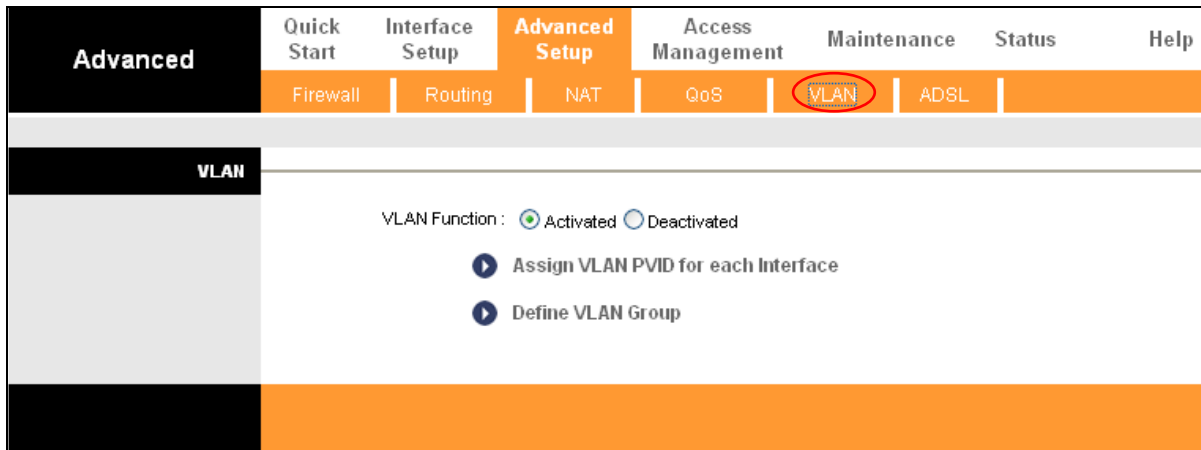 Advanced
Quick Start
Interface Setup
Advanced Setup
Access Management
Maintenance
Status
Help
Firewall
Routing
NAT
QoS
VLAN
ADSL
VLAN
VLAN Function : Activated Deactivated
Assign VLAN PVID for each Interface
Define VLAN Group